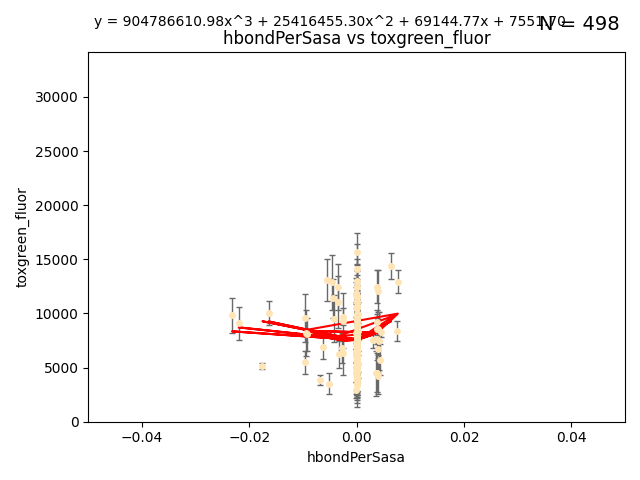 y = 904786610.98x^3 + 25416455.30x^2 + 69144.77x + 7551.70
N = 498
hbondPerSasa vs toxgreen_fluor
30000
25000
20000
15000
10000
5000
0
toxgreen_fluor
−0.04
−0.02
0.00
0.02
0.04
hbondPerSasa